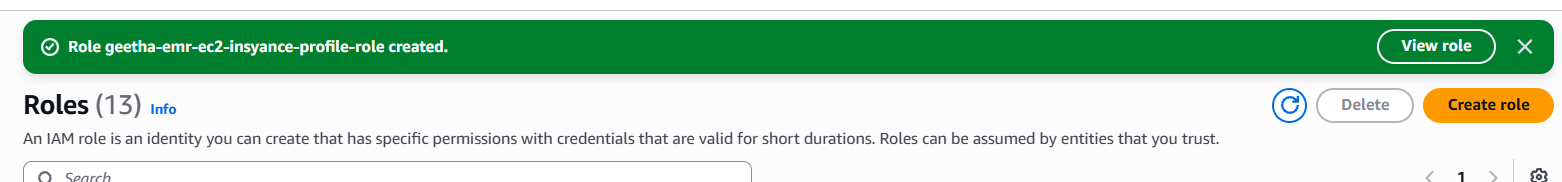 Role geetha-emr-ec2-insyance-profile-role created.
View role
Roles (13) Info
Delete
Create role
An IAM role is an identity you can create that has specific permissions with credentials that are valid for short durations. Roles can be assumed by entities that you trust.
Search
1